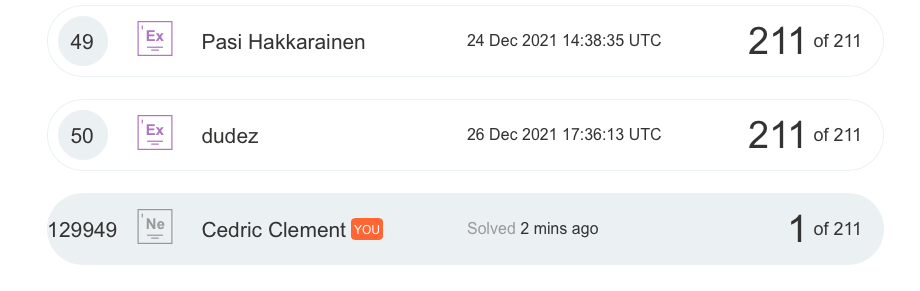 49 Ex Pasi Hakkarainen 24 Dec 2021 14:38:35 UTC 211 of 211
50 Ex dudez 26 Dec 2021 17:36:13 UTC 211 of 211
129949 Ne Cedric Clement YOU Solved 2 mins ago 1 of 211